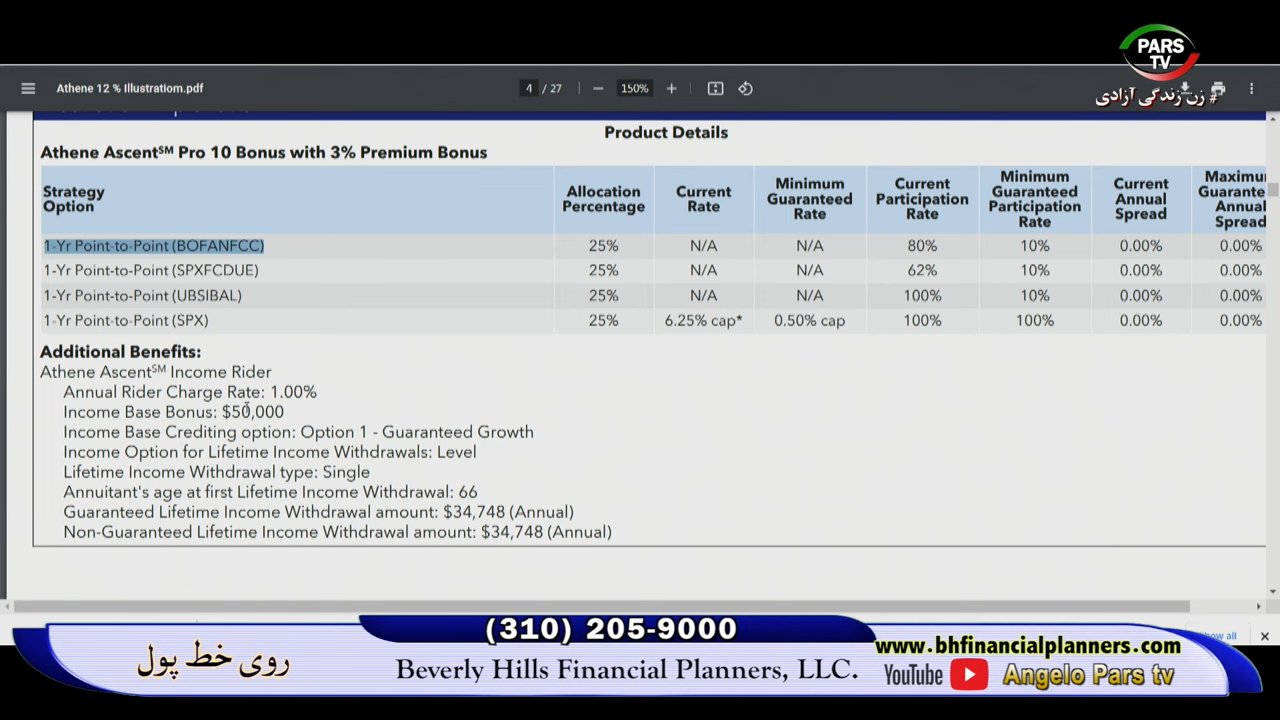 PARS
TV
# زن زندگی آزادی
Athene 12 % Illustratiom.pdf
4 / 27
150%
Product Details
Athene Ascent℠ Pro 10 Bonus with 3% Premium Bonus
Strategy Option Allocation Percentage Current Rate Minimum Guaranteed Rate Current Participation Rate Minimum Guaranteed Participation Rate Current Annual Spread Annual Spread
1-Yr Point-to-Point (BOFANFCC) 25% N/A N/A 80% 10% 0.00% 0.00%
1-Yr Point-to-Point (SPXFCDUE) 25% N/A N/A 62% 10% 0.00% 0.00%
1-Yr Point-to-Point (UBSIBAL) 25% N/A N/A 100% 10% 0.00% 0.00%
1-Yr Point-to-Point (SPX) 25% 6.25% cap* 0.50% cap 100% 100% 0.00% 0.00%
Additional Benefits:
Athene Ascent℠ Income Rider
Annual Rider Charge Rate: 1.00%
Income Base Bonus: $50,000
Income Base Crediting option: Option 1 - Guaranteed Growth
Income Option for Lifetime Income Withdrawals: Level
Lifetime Income Withdrawal type: Single
Annuitant's age at first Lifetime Income Withdrawal: 66
Guaranteed Lifetime Income Withdrawal amount: $34,748 (Annual)
Non-Guaranteed Lifetime Income Withdrawal amount: $34,748 (Annual)
(310) 205-9000
all
روی خط پول
Beverly Hills Financial Planners, LLC.
www.bhfinancialplanners.com
YouTube Angelo Pars tv